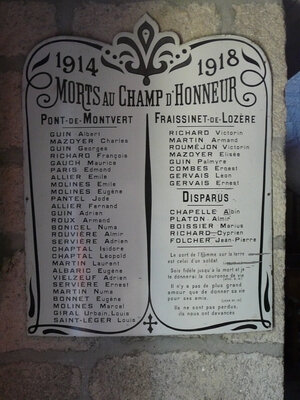 1914
1918
MORTS AU CHAMP D'HONNEUR
PONT-DE-MONTVERT
GUIN Albert
MAZOYER Charles
GUIN Georges
RICHARD François
GAUCH Maurice
PARIS Edmond
ALLIER Emile
MOLINES Emile
MOLINES Eugène
PANTEL Jode
ALLIER Fernand
GUIN Adrien
ROUX Armand
BONICEL Numa
ROUVIÈRE Almir
SERVIÈRE Adrien
CHAPTAL Isidore
CHAPTAL Leopold
MARTIN Laurent
ALBARIC Eugène
VIELZEUF Adrien
SERVIÈRE Ernest
MARTIN Numa
BONNET Eugène
MOLINES Marcel
GIRAL Urbain, Louis
SAINT-LÉGER Louis
FRAISSINET-DE-LOZÈRE
RICHARD Victorin
MARTIN Armand
ROUMÉJON Victorin
MAZOYER Elisée
GUIN Palmyre
COMBES Ernest
GERVAIS Léon
GERVAIS Ernest
DISPARUS
CHAPELLE Albin
PLATON Almir
BOISSIER Marius
RICHARD Cyprien
FOLCHER Jean-Pierre
Le sort de l'Homme sur la terre
est celui d'un soldat
Sois fidèle jusqu'à la mort et je
te donnerai la couronne de vie
Il n'y a pas de plus grand
amour que de donner sa vie
pour ses amis.
Ils ne sont pas perdus,
ils nous ont devancés